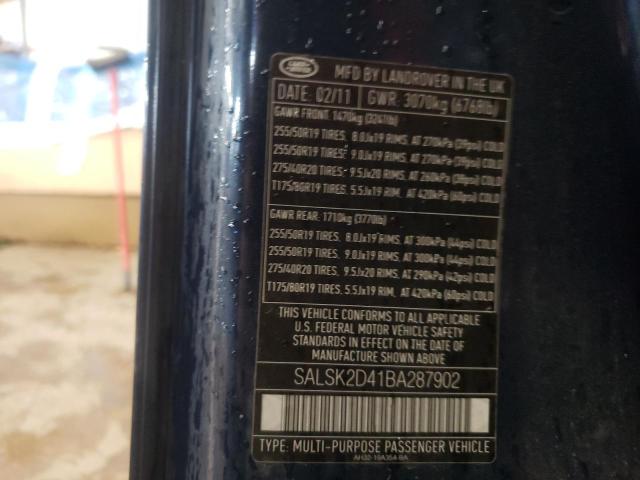 LAND ROVER
MFD BY LANDROVER IN THE UK
DATE: 02/11 GWR: 3070kg (6768lb)
GAWR FRONT: 1470kg (3241lb)
255/50R19 TIRES, 8.0Jx19 RIMS, AT 270kPa (39psi) COLD
255/50R19 TIRES, 9.0Jx19 RIMS, AT 270kPa (39psi) COLD
275/40R20 TIRES, 9.5Jx20 RIMS, AT 260kPa (38psi) COLD
T175/80R19 TIRES, 5.5Jx19 RIM, AT 420kPa (60psi) COLD
GAWR REAR: 1710kg (3770lb)
255/50R19 TIRES, 8.0Jx19 RIMS, AT 300kPa (44psi) COLD
255/50R19 TIRES, 9.0Jx19 RIMS, AT 300kPa (44psi) COLD
275/40R20 TIRES, 9.5Jx20 RIMS, AT 290kPa (42psi) COLD
T175/80R19 TIRES, 5.5Jx19 RIM, AT 420kPa (60psi) COLD
THIS VEHICLE CONFORMS TO ALL APPLICABLE
U.S. FEDERAL MOTOR VEHICLE SAFETY
STANDARDS IN EFFECT ON THE DATE
OF MANUFACTURE SHOWN ABOVE
SALSK2D41BA287902
TYPE: MULTI-PURPOSE PASSENGER VEHICLE
AH32-19A354-BA